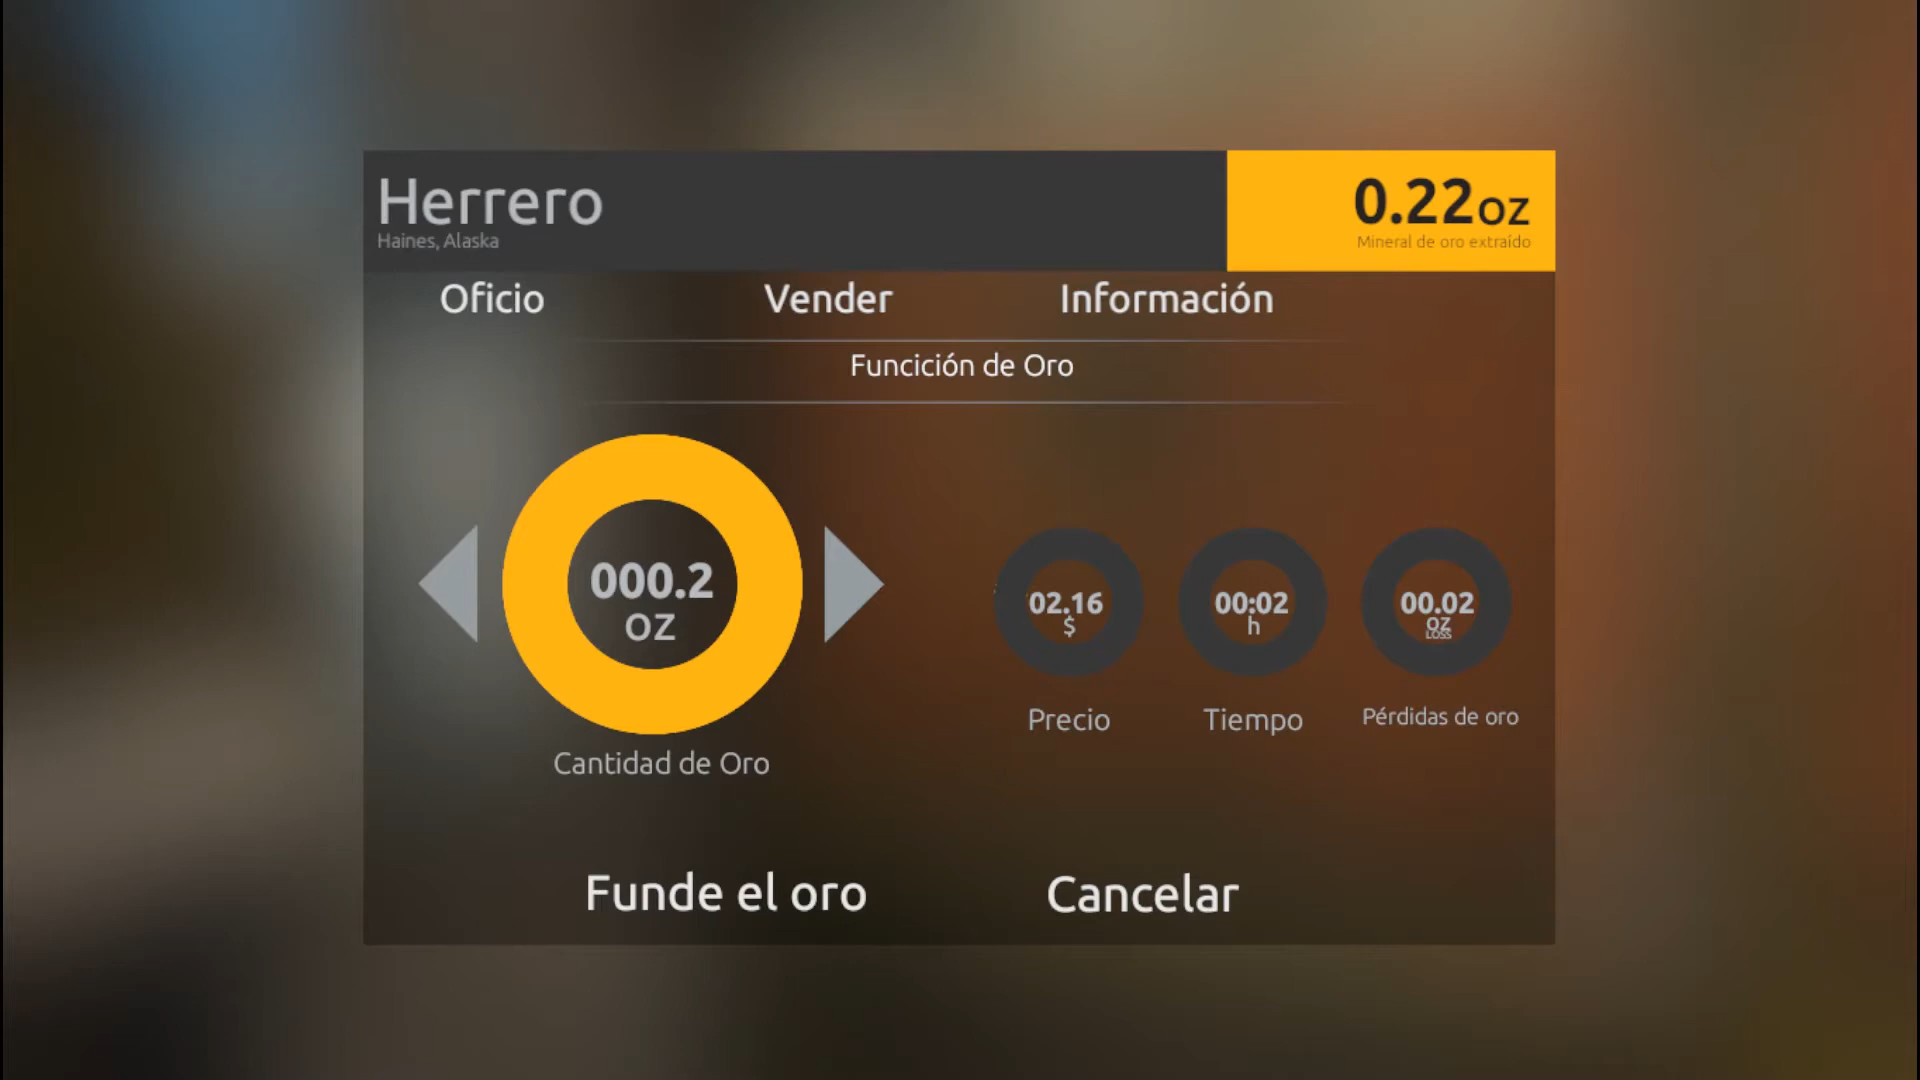 Herrero
Haines, Alaska
0.22oz
Mineral de oro extraído
Oficio
Vender
Información
Funcición de Oro
000.2
oz
Cantidad de Oro
02.16
$
Precio
00:02
h
Tiempo
00.02
oz
LOSS
Pérdidas de oro
Funde el oro
Cancelar